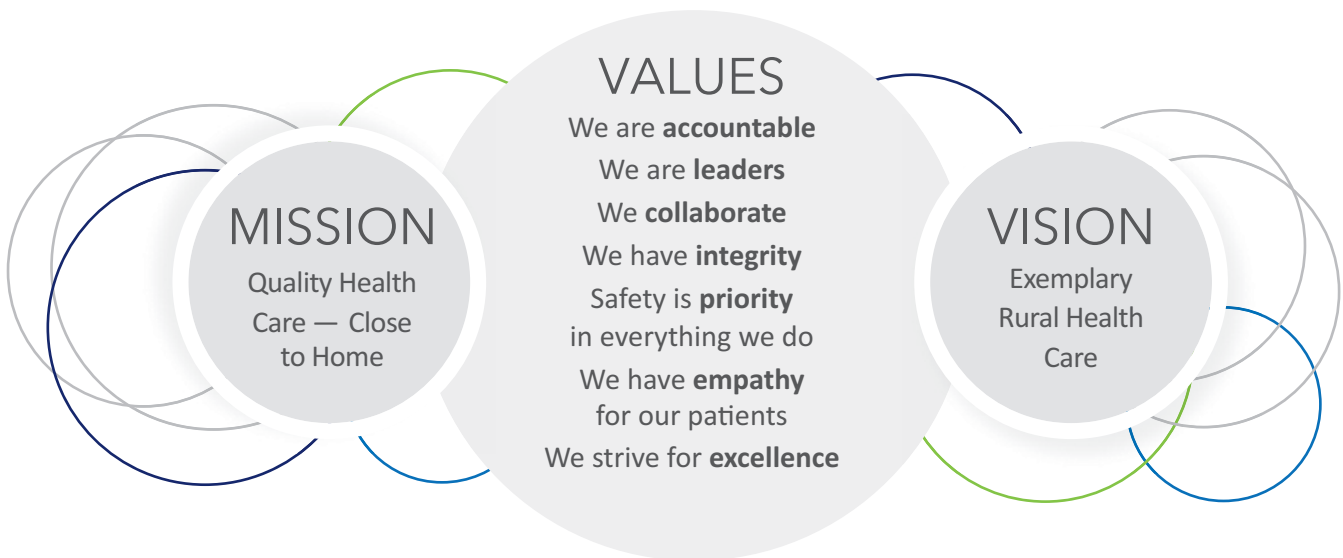 MISSION
Quality Health
Care — Close
to Home
VALUES
We are accountable
We are leaders
We collaborate
We have integrity
Safety is priority
in everything we do
We have empathy
for our patients
We strive for excellence
VISION
Exemplary
Rural Health
Care